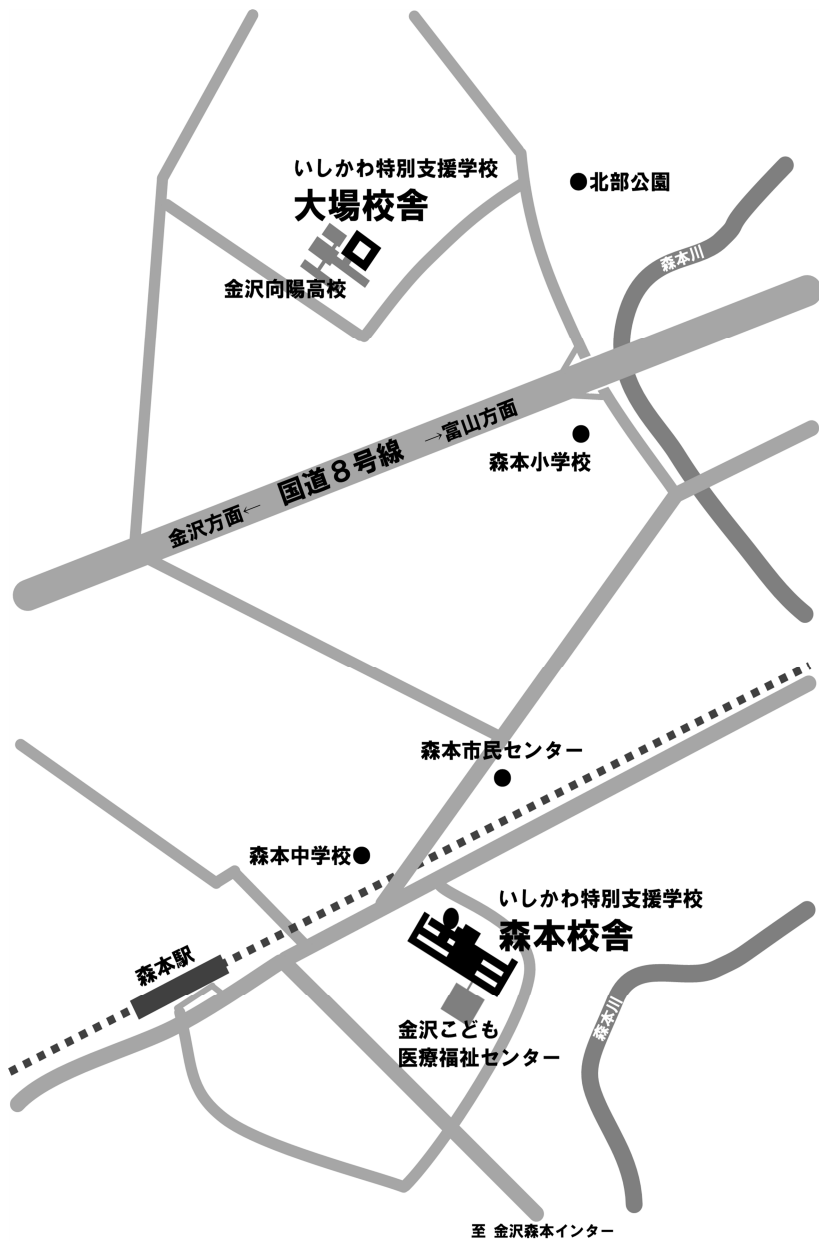 いしかわ特別支援学校
大場校舎
●北部公園
森本川
金沢向陽高校
→富山方面
国道8号線
金沢方面←
森本小学校
森本市民センター
森本中学校●
いしかわ特別支援学校
森本校舎
森本駅
金沢こども
医療福祉センター
森本川
至 金沢森本インター